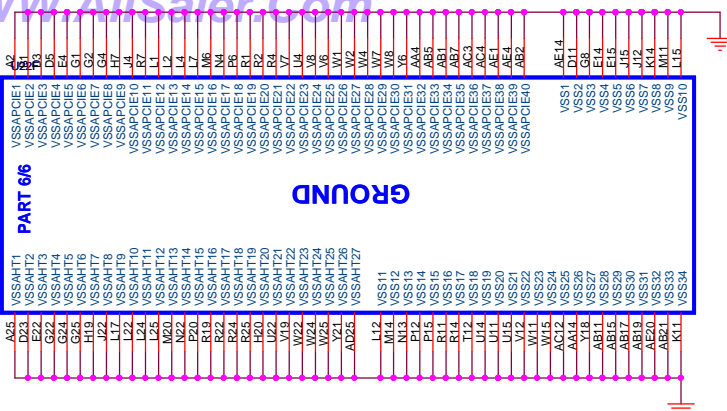 www.AllSaler.Com
A2 D3 D5 E4 G1 G2 G4 H7 J4 R7 L1 L2 L4 L7 M6 N4 P6 R1 R2 R4 V7 U4 V8 V6 W1 W2 W4 W7 W8 Y6 AA4 AB5 AB1 AB7 AC3 AC4 AE1 AE4 AB2 AE14 D11 G8 E14 E15 J15 J12 K14 M11 L15
VSSAPCIE1 VSSAPCIE2 VSSAPCIE3 VSSAPCIE4 VSSAPCIE5 VSSAPCIE6 VSSAPCIE7 VSSAPCIE8 VSSAPCIE9 VSSAPCIE10 VSSAPCIE11 VSSAPCIE12 VSSAPCIE13 VSSAPCIE14 VSSAPCIE15 VSSAPCIE16 VSSAPCIE17 VSSAPCIE18 VSSAPCIE19 VSSAPCIE20 VSSAPCIE21 VSSAPCIE22 VSSAPCIE23 VSSAPCIE24 VSSAPCIE25 VSSAPCIE26 VSSAPCIE27 VSSAPCIE28 VSSAPCIE29 VSSAPCIE30 VSSAPCIE31 VSSAPCIE32 VSSAPCIE33 VSSAPCIE34 VSSAPCIE35 VSSAPCIE36 VSSAPCIE37 VSSAPCIE38 VSSAPCIE39 VSSAPCIE40 VSS1 VSS2 VSS3 VSS4 VSS5 VSS6 VSS7 VSS8 VSS9 VSS10
PART 6/6
GROUND
VSSAHT1 VSSAHT2 VSSAHT3 VSSAHT4 VSSAHT5 VSSAHT6 VSSAHT7 VSSAHT8 VSSAHT9 VSSAHT10 VSSAHT11 VSSAHT12 VSSAHT13 VSSAHT14 VSSAHT15 VSSAHT16 VSSAHT17 VSSAHT18 VSSAHT19 VSSAHT20 VSSAHT21 VSSAHT22 VSSAHT23 VSSAHT24 VSSAHT25 VSSAHT26 VSSAHT27 VSS11 VSS12 VSS13 VSS14 VSS15 VSS16 VSS17 VSS18 VSS19 VSS20 VSS21 VSS22 VSS23 VSS24 VSS25 VSS26 VSS27 VSS28 VSS29 VSS30 VSS31 VSS32 VSS33 VSS34
A25 D23 E22 G22 G24 G25 H19 J22 L17 L22 L24 L25 M20 N22 P20 R19 R22 R24 R25 H20 U22 V19 W22 W24 W25 Y21 AD25 L12 M14 N13 P12 P15 R11 R14 T12 U14 U11 U15 V12 W11 W15 AC12 AA14 Y18 AB11 AB15 AB17 AB19 AE20 AB21 K11